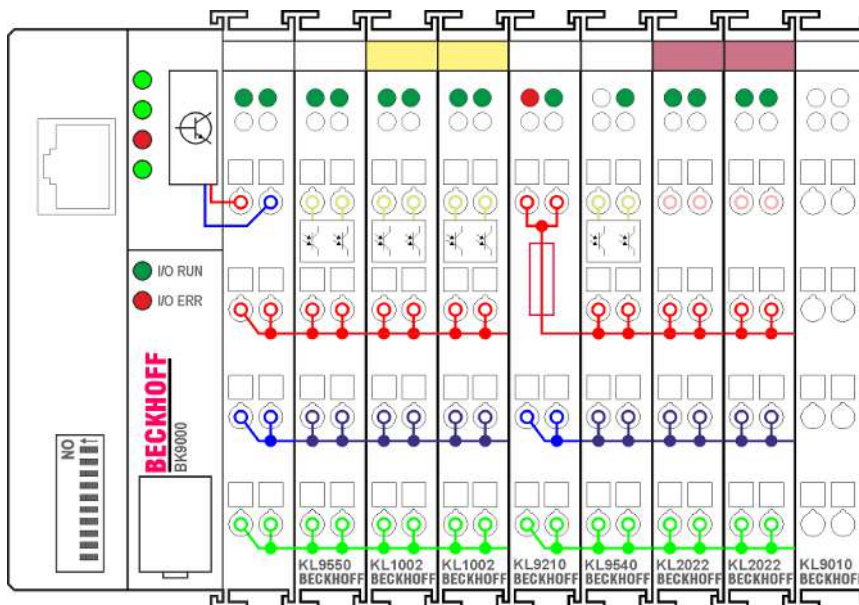 I/O RUN
I/O ERR
BECKHOFF
BK9000
NO
KL9550 KL1002 KL1002 KL9210 KL9540 KL2022 KL2022 KL9010
BECKHOFF BECKHOFF BECKHOFF BECKHOFF BECKHOFF BECKHOFF BECKHOFF BECKHOFF